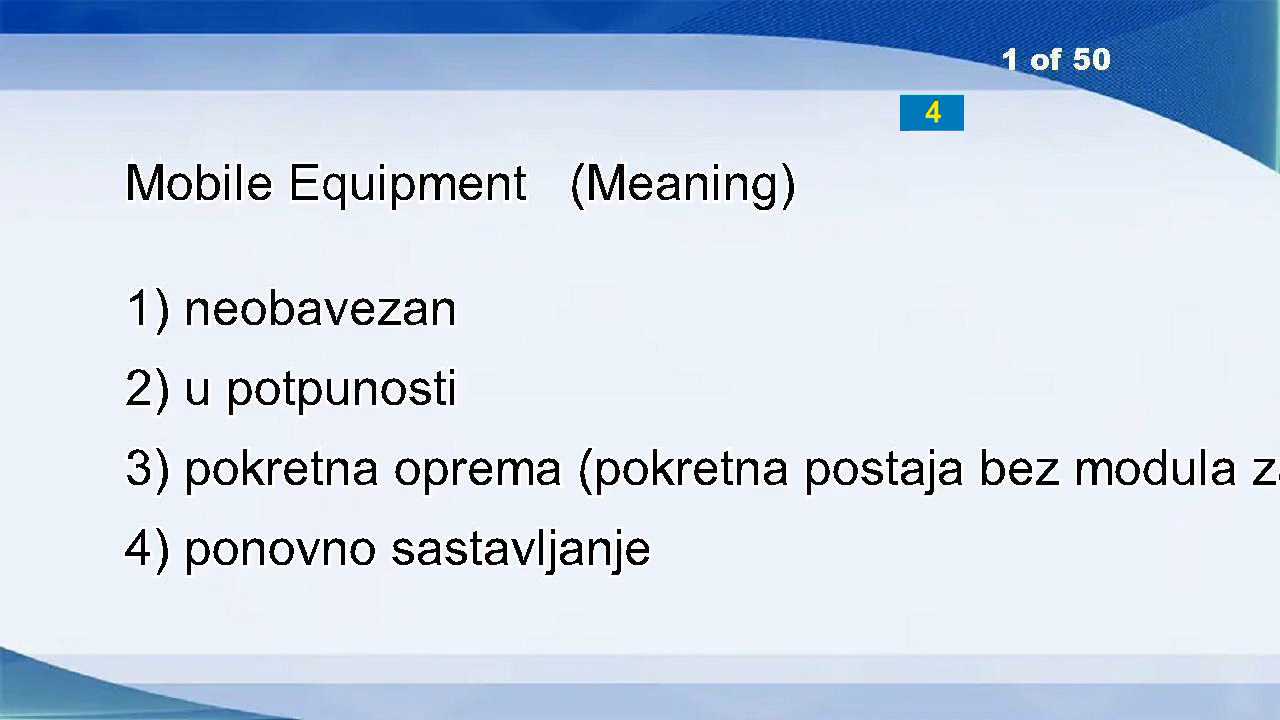 1 of 50
4
Mobile Equipment (Meaning)
1) neobavezan
2) u potpunosti
3) pokretna oprema (pokretna postaja bez modula
4) ponovno sastavljanje